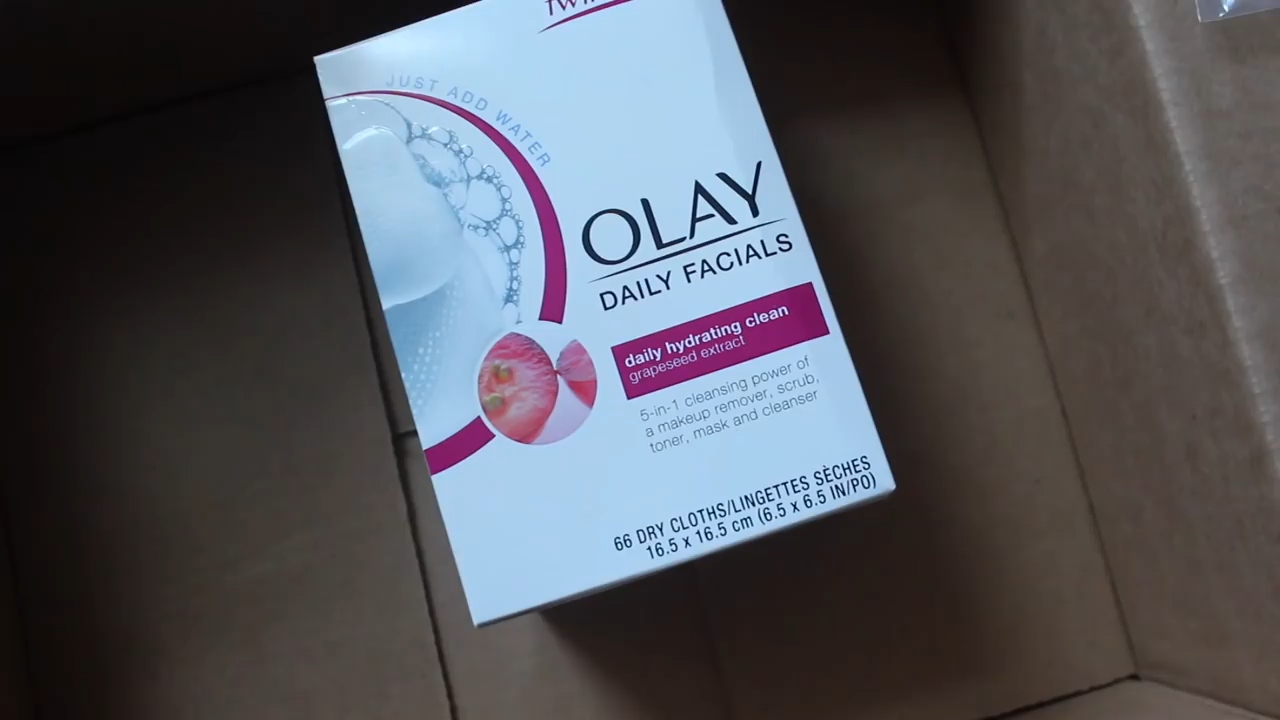 JUST ADD WATER
OLAY
DAILY FACIALS
daily hydrating clean
grapeseed extract
5-in-1 cleansing power of
a makeup remover, scrub,
toner, mask and cleanser
66 DRY CLOTHS/LINGETTES SÈCHES
16.5 x 16.5 cm (6.5 x 6.5 IN/PO)